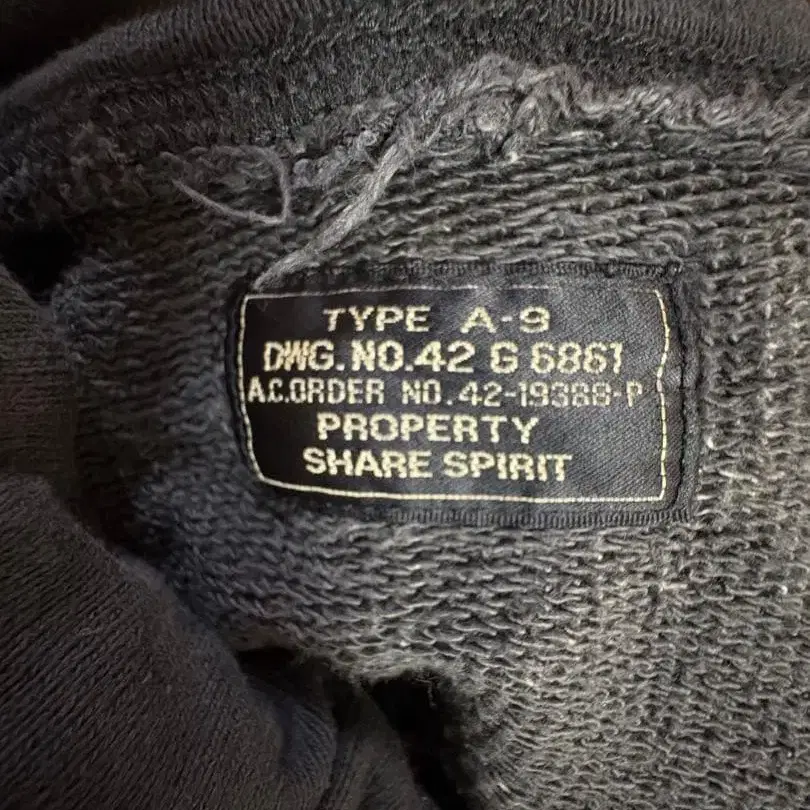 TYPE A-9
DWG.NO.42 G 6861
A.C.ORDER NO.42-19388-P
PROPERTY
SHARE SPIRIT